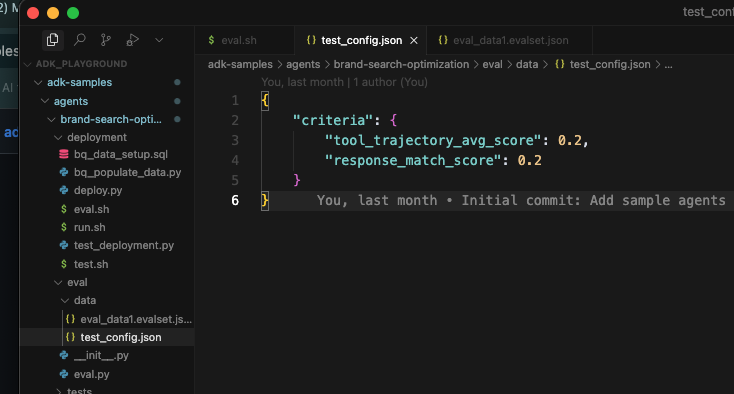 2) M
test_co
ples
AI
ad
ADK_PLAYGROUND
adk-samples
agents
brand-search-opti...
deployment
bq_data_setup.sql
bq_populate_data.py
deploy.py
$ eval.sh
$ run.sh
test_deployment.py
$ test.sh
eval
data
{} eval_data1.evalset.js...
{} test_config.json
__init__.py
eval.py
tests
$ eval.sh
{} test_config.json ×
{} eval_data1.evalset.json
adk-samples > agents > brand-search-optimization > eval > data > {} test_config.json > ...
You, last month | 1 author (You)
1 {
2 "criteria": {
3 "tool_trajectory_avg_score": 0.2,
4 "response_match_score": 0.2
5 }
6 } You, last month • Initial commit: Add sample agents